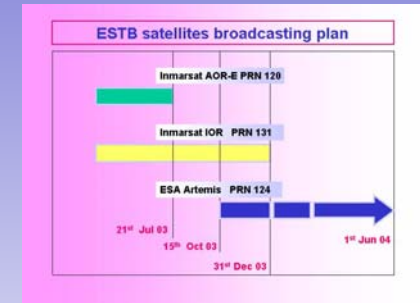 ESTB satellites broadcasting plan
Inmarsat AOR-E PRN 120
Inmarsat IOR PRN 131
ESA Artemis PRN 124
21st Jul 03
15th Oct 03
31st Dec 03
1st Jun 04